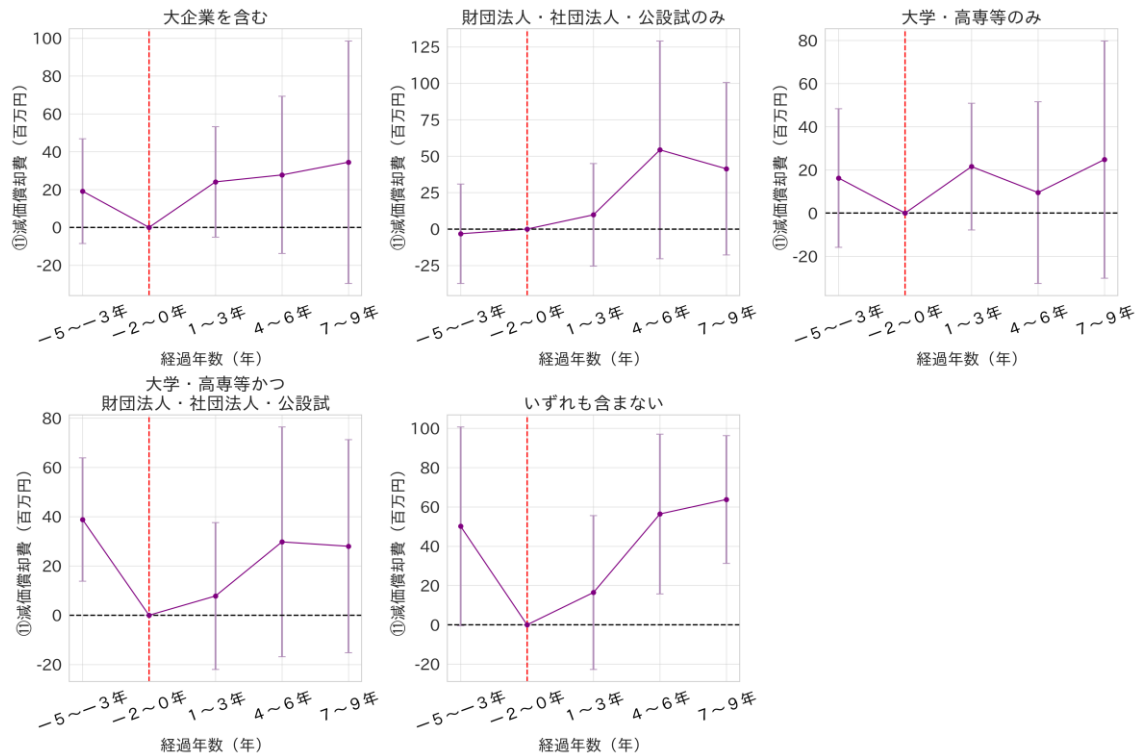 大企業を含む
100
80
60
40
20
0
-20
⑪減価償却費（百万円）
－5～－3年
－2～0年
1～3年
4～6年
7～9年
経過年数（年）
財団法人・社団法人・公設試のみ
125
100
75
50
25
0
-25
⑪減価償却費（百万円）
－5～－3年
－2～0年
1～3年
4～6年
7～9年
経過年数（年）
大学・高専等のみ
80
60
40
20
0
-20
⑪減価償却費（百万円）
－5～－3年
－2～0年
1～3年
4～6年
7～9年
経過年数（年）
大学・高専等かつ
財団法人・社団法人・公設試
80
60
40
20
0
-20
⑪減価償却費（百万円）
－5～－3年
－2～0年
1～3年
4～6年
7～9年
経過年数（年）
いずれも含まない
100
80
60
40
20
0
-20
⑪減価償却費（百万円）
－5～－3年
－2～0年
1～3年
4～6年
7～9年
経過年数（年）